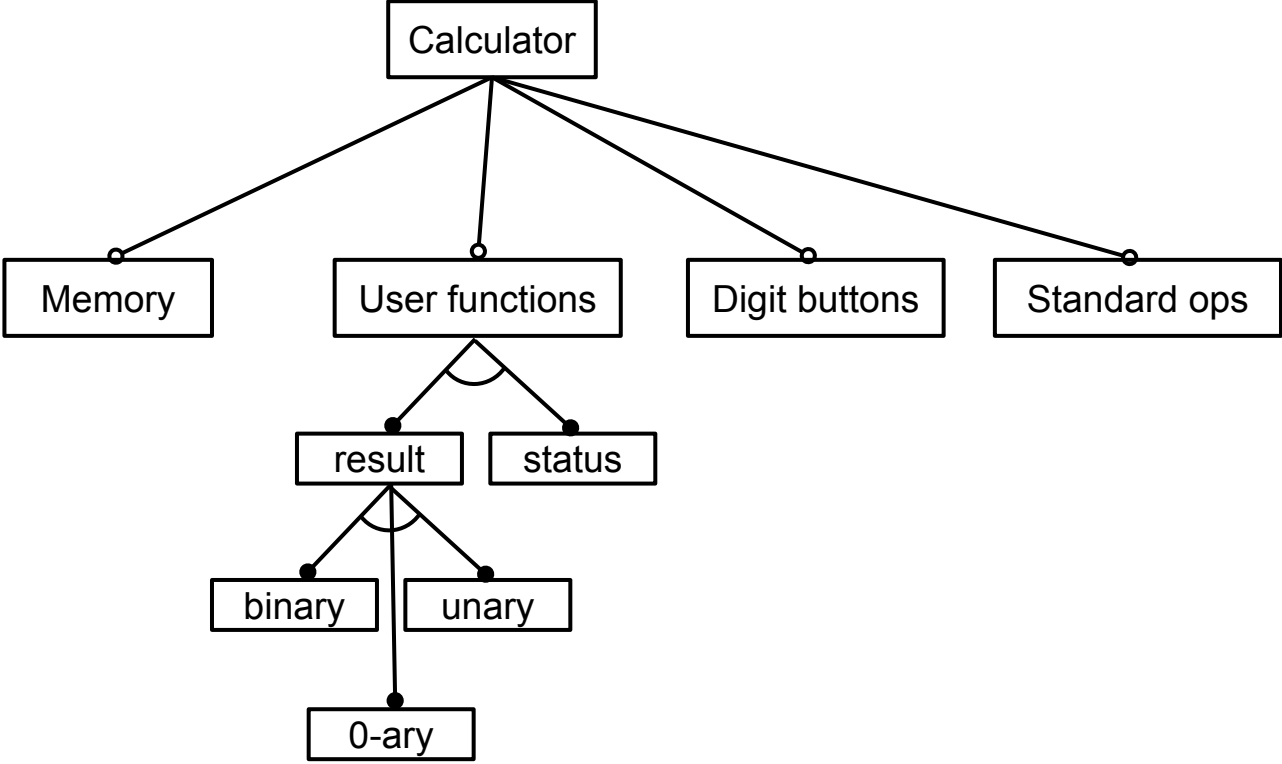 Calculator
Memory
User functions
Digit buttons
Standard ops
result
status
binary
unary
0-ary